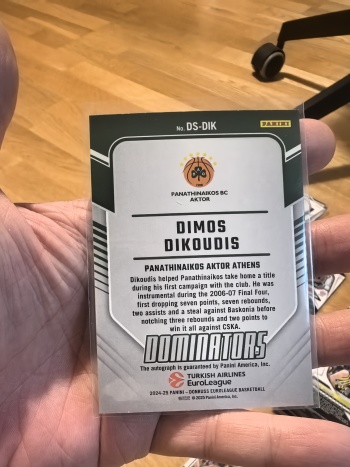 No. DS-DIK
PANINI
PANATHINAIKOS BC
AKTOR
DIMOS
DIKOUDIS
PANATHINAIKOS AKTOR ATHENS
Dikoudis helped Panathinaikos take home a title
during his first campaign with the club. He was
instrumental during the 2006-07 Final Four,
first dropping seven points, seven rebounds,
two assists and a steal against Baskonia before
notching three rebounds and two points to
win it all against CSKA.
DOMINATORS
The autograph is guaranteed by Panini America, Inc.
TURKISH AIRLINES
EuroLeague
2024-25 PANINI - DONRUSS EUROLEAGUE BASKETBALL
© 2025 Panini America, Inc.